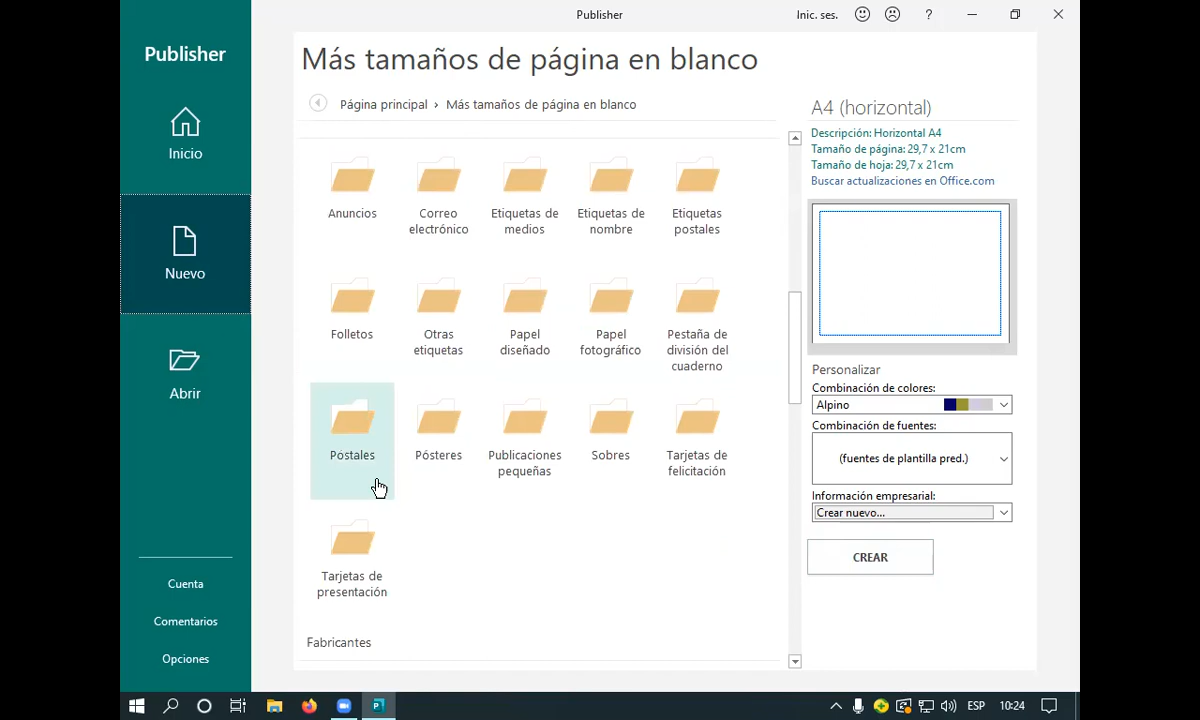 Publisher
Inic. ses.
?
Publisher
Inicio
Nuevo
Abrir
Cuenta
Comentarios
Opciones
Más tamaños de página en blanco
Página principal › Más tamaños de página en blanco
Anuncios
Correo
electrónico
Etiquetas de
medios
Etiquetas de
nombre
Etiquetas
postales
Folletos
Otras
etiquetas
Papel
diseñado
Papel
fotográfico
Pestaña de
división del
cuaderno
Postales
Pósteres
Publicaciones
pequeñas
Sobres
Tarjetas de
felicitación
Tarjetas de
presentación
Fabricantes
A4 (horizontal)
Descripción: Horizontal A4
Tamaño de página: 29,7 x 21cm
Tamaño de hoja: 29,7 x 21cm
Buscar actualizaciones en Office.com
Personalizar
Combinación de colores:
Alpino
Combinación de fuentes:
(fuentes de plantilla pred.)
Información empresarial:
Crear nuevo...
CREAR
ESP
10:24